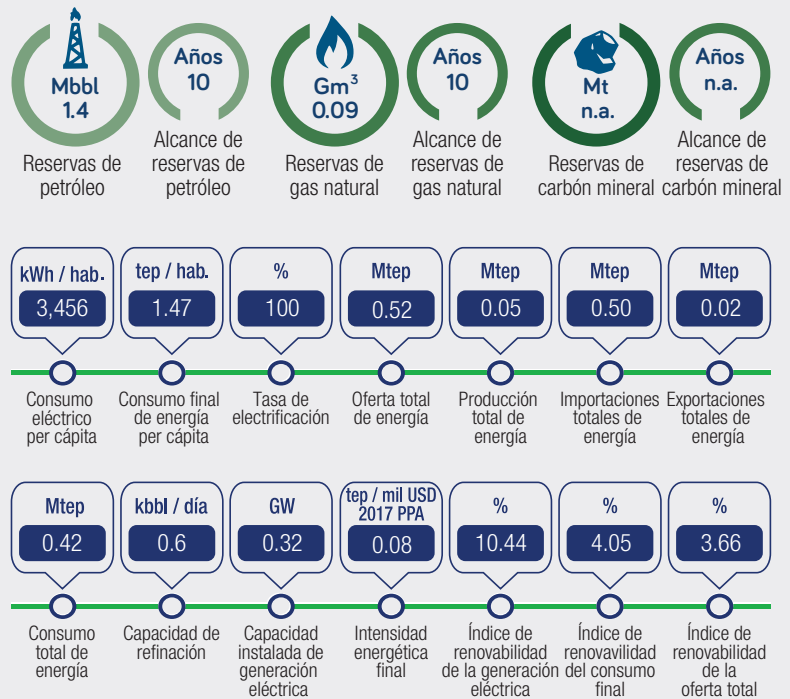 Mbbl
1.4
Reservas de
petróleo
Años
10
Alcance de
reservas de
petróleo
Gm³
0.09
Reservas de
gas natural
Años
10
Alcance de
reservas de
gas natural
Mt
n.a.
Reservas de
carbón mineral
Años
n.a.
Alcance de
reservas de
carbón mineral
kWh / hab.
3,456
Consumo
eléctrico
per cápita
tep / hab.
1.47
Consumo final
de energía
per cápita
%
100
Tasa de
electrificación
Mtep
0.52
Oferta total
de energía
Mtep
0.05
Producción
total de
energía
Mtep
0.50
Importaciones
totales de
energía
Mtep
0.02
Exportaciones
totales de
energía
Mtep
0.42
Consumo
total de
energía
kbbl / día
0.6
Capacidad de
refinación
GW
0.32
Capacidad
instalada de
generación
eléctrica
tep / mil USD
2017 PPA
0.08
Intensidad
energética
final
%
10.44
Índice de
renovabilidad
de la generación
eléctrica
%
4.05
Índice de
renovavilidad
del consumo
final
%
3.66
Índice de
renovabilidad
de la
oferta total